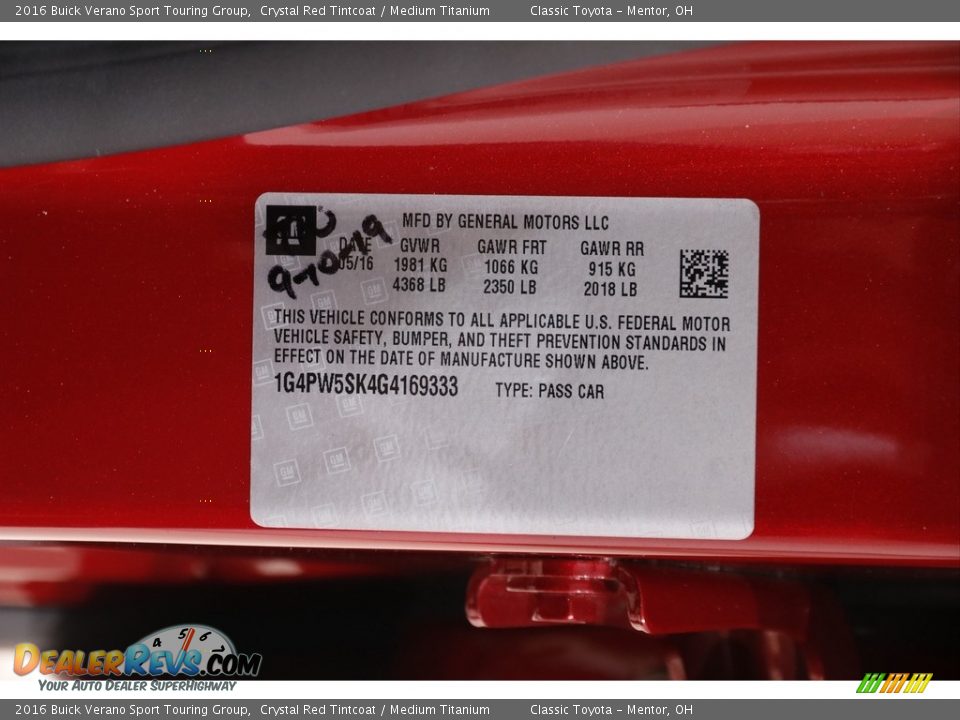 2016 Buick Verano Sport Touring Group, Crystal Red Tintcoat / Medium Titanium Classic Toyota – Mentor, OH
MFD BY GENERAL MOTORS LLC
DATE GVWR GAWR FRT GAWR RR
05/16 1981 KG 1066 KG 915 KG
4368 LB 2350 LB 2018 LB
9-10-19
THIS VEHICLE CONFORMS TO ALL APPLICABLE U.S. FEDERAL MOTOR
VEHICLE SAFETY, BUMPER, AND THEFT PREVENTION STANDARDS IN
EFFECT ON THE DATE OF MANUFACTURE SHOWN ABOVE.
1G4PW5SK4G4169333 TYPE: PASS CAR
4 5 6
DEALERREVS.COM
YOUR AUTO DEALER SUPERHIGHWAY
2016 Buick Verano Sport Touring Group, Crystal Red Tintcoat / Medium Titanium Classic Toyota – Mentor, OH